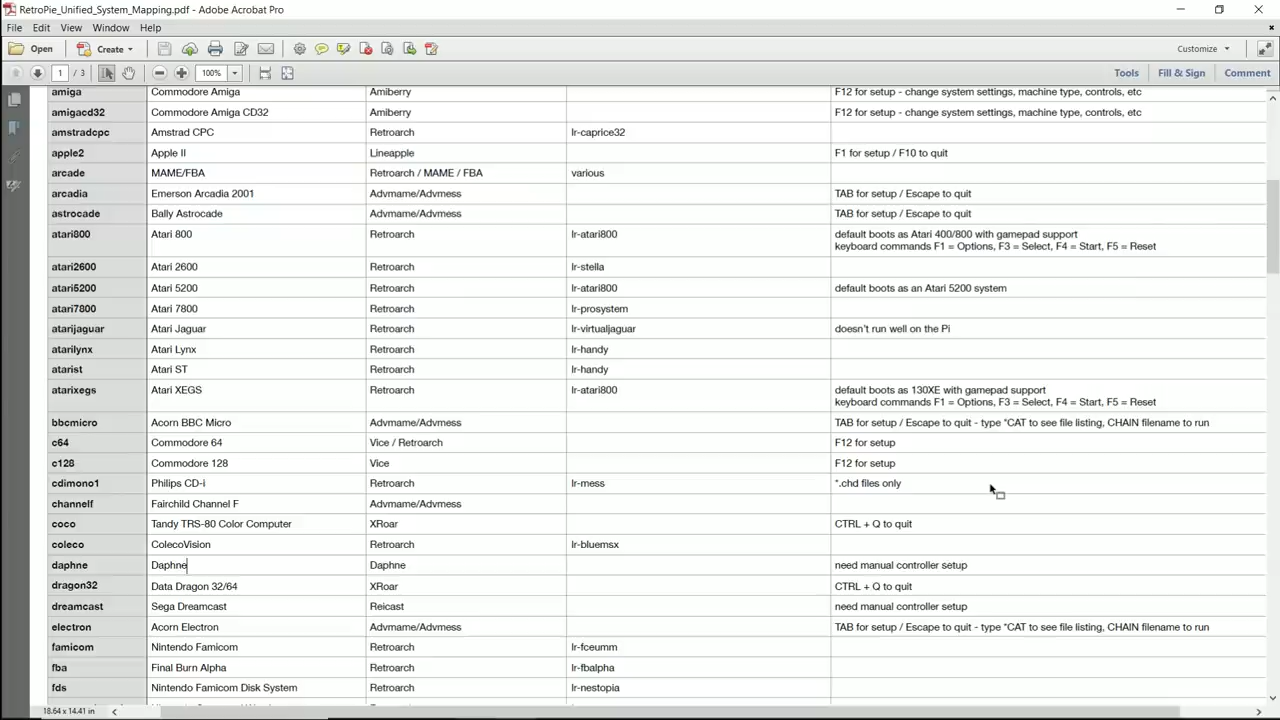 RetroPie_Unified_System_Mapping.pdf - Adobe Acrobat Pro
File Edit View Window Help
Open Create Customize
1 / 3 100% Tools Fill & Sign Comment
amiga Commodore Amiga Amiberry F12 for setup - change system settings, machine type, controls, etc
amigacd32 Commodore Amiga CD32 Amiberry F12 for setup - change system settings, machine type, controls, etc
amstradcpc Amstrad CPC Retroarch lr-caprice32
apple2 Apple II Lineapple F1 for setup / F10 to quit
arcade MAME/FBA Retroarch / MAME / FBA various
arcadia Emerson Arcadia 2001 Advmame/Advmess TAB for setup / Escape to quit
astrocade Bally Astrocade Advmame/Advmess TAB for setup / Escape to quit
atari800 Atari 800 Retroarch lr-atari800 default boots as Atari 400/800 with gamepad support
keyboard commands F1 = Options, F3 = Select, F4 = Start, F5 = Reset
atari2600 Atari 2600 Retroarch lr-stella
atari5200 Atari 5200 Retroarch lr-atari800 default boots as an Atari 5200 system
atari7800 Atari 7800 Retroarch lr-prosystem
atarijaguar Atari Jaguar Retroarch lr-virtualjaguar doesn't run well on the Pi
atarilynx Atari Lynx Retroarch lr-handy
atarist Atari ST Retroarch lr-handy
atarixegs Atari XEGS Retroarch lr-atari800 default boots as 130XE with gamepad support
keyboard commands F1 = Options, F3 = Select, F4 = Start, F5 = Reset
bbcmicro Acorn BBC Micro Advmame/Advmess TAB for setup / Escape to quit - type *CAT to see file listing, CHAIN filename to run
c64 Commodore 64 Vice / Retroarch F12 for setup
c128 Commodore 128 Vice F12 for setup
cdimono1 Philips CD-i Retroarch lr-mess *.chd files only
channelf Fairchild Channel F Advmame/Advmess
coco Tandy TRS-80 Color Computer XRoar CTRL + Q to quit
coleco ColecoVision Retroarch lr-bluemsx
daphne Daphne Daphne need manual controller setup
dragon32 Data Dragon 32/64 XRoar CTRL + Q to quit
dreamcast Sega Dreamcast Reicast need manual controller setup
electron Acorn Electron Advmame/Advmess TAB for setup / Escape to quit - type *CAT to see file listing, CHAIN filename to run
famicom Nintendo Famicom Retroarch lr-fceumm
fba Final Burn Alpha Retroarch lr-fbalpha
fds Nintendo Famicom Disk System Retroarch lr-nestopia
18.64 x 14.41 in